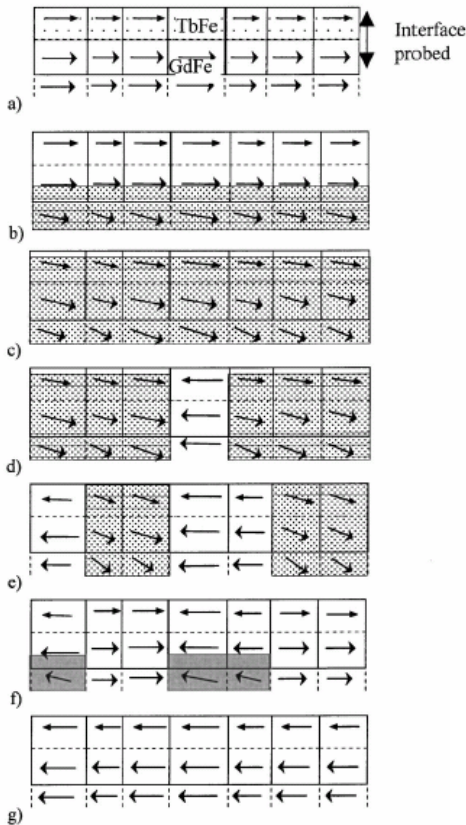 TbFe
Interface
probed
GdFe
a)
b)
c)
d)
e)
f)
g)